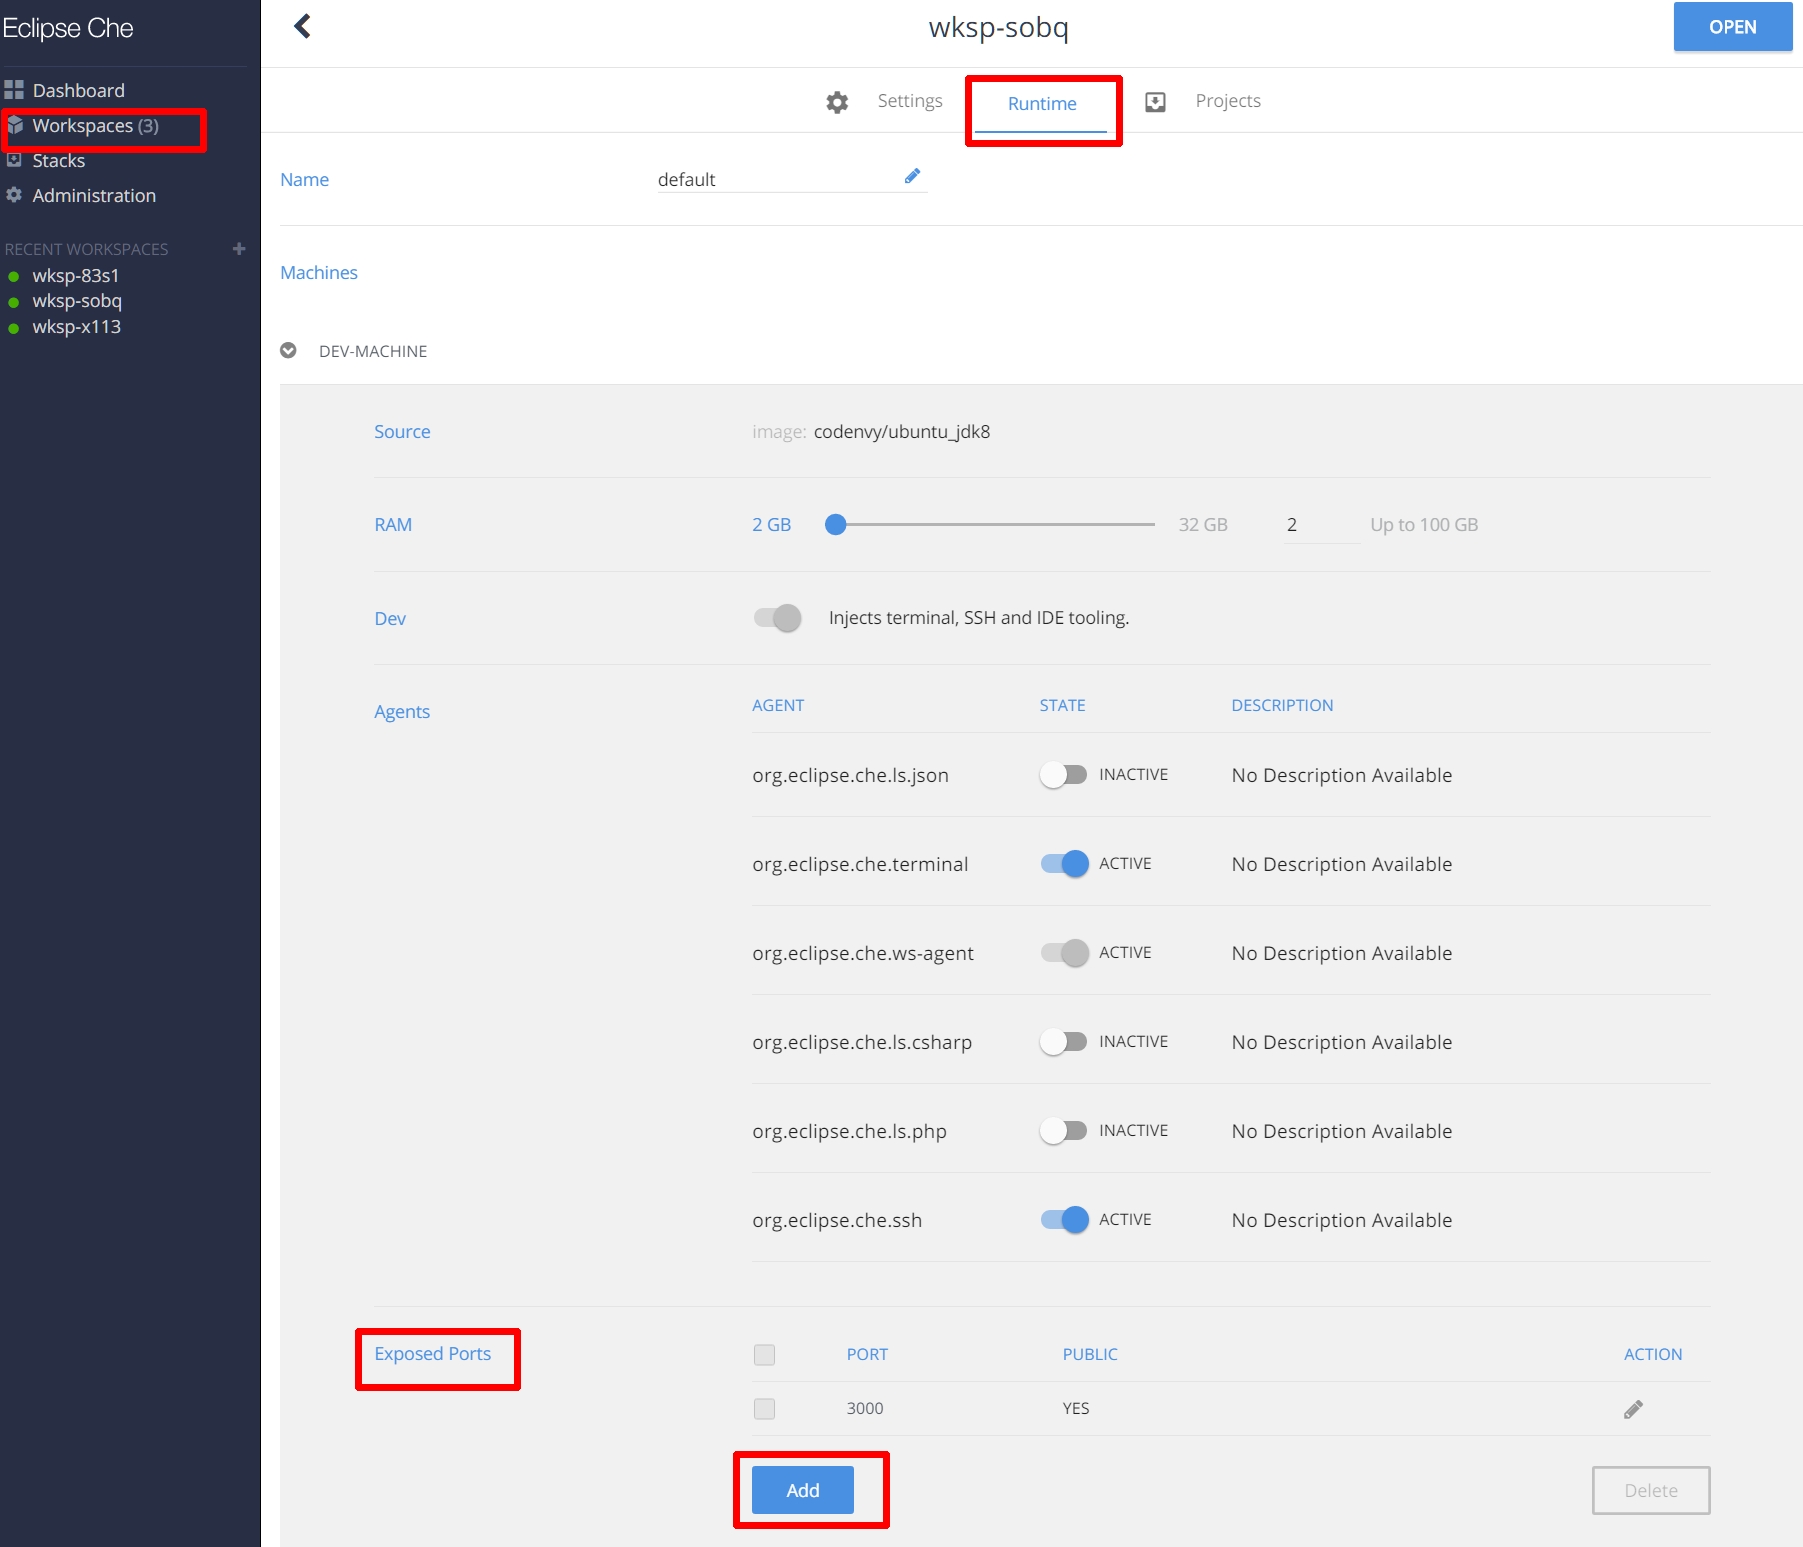 Eclipse Che
Dashboard
Workspaces (3)
Stacks
Administration
RECENT WORKSPACES +
wksp-83s1
wksp-sobq
wksp-x113
wksp-sobq
OPEN
Settings Runtime Projects
Name default
Machines
DEV-MACHINE
Source image: codenvy/ubuntu_jdk8
RAM 2 GB 32 GB 2 Up to 100 GB
Dev Injects terminal, SSH and IDE tooling.
Agents AGENT STATE DESCRIPTION
org.eclipse.che.ls.json INACTIVE No Description Available
org.eclipse.che.terminal ACTIVE No Description Available
org.eclipse.che.ws-agent ACTIVE No Description Available
org.eclipse.che.ls.csharp INACTIVE No Description Available
org.eclipse.che.ls.php INACTIVE No Description Available
org.eclipse.che.ssh ACTIVE No Description Available
Exposed Ports PORT PUBLIC ACTION
3000 YES
Add Delete